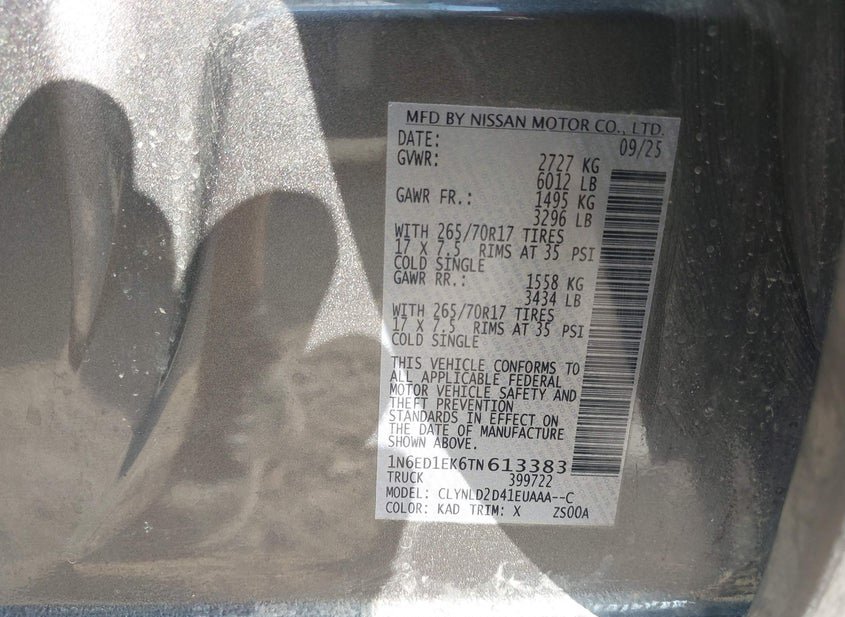 MFD BY NISSAN MOTOR CO., LTD.
DATE: 09/25
GVWR: 2727 KG
6012 LB
GAWR FR.: 1495 KG
3296 LB
WITH 265/70R17 TIRES
17 X 7.5 RIMS AT 35 PSI
COLD SINGLE
GAWR RR.: 1558 KG
3434 LB
WITH 265/70R17 TIRES
17 X 7.5 RIMS AT 35 PSI
COLD SINGLE
THIS VEHICLE CONFORMS TO
ALL APPLICABLE FEDERAL
MOTOR VEHICLE SAFETY AND
THEFT PREVENTION
STANDARDS IN EFFECT ON
THE DATE OF MANUFACTURE
SHOWN ABOVE.
1N6ED1EK6TN613383
TRUCK 399722
MODEL: CLYNLD2D41EUAAA--C
COLOR: KAD TRIM: X ZS00A